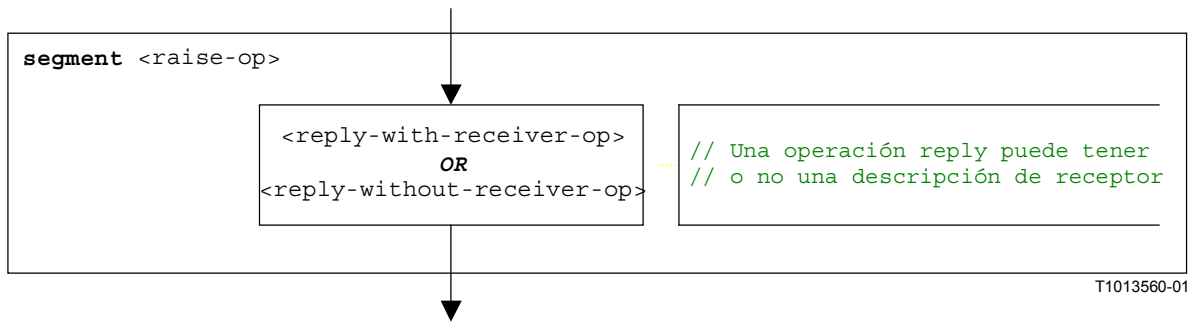 segment <raise-op>
<reply-with-receiver-op>
OR
<reply-without-receiver-op>
// Una operación reply puede tener
// o no una descripción de receptor
T1013560-01